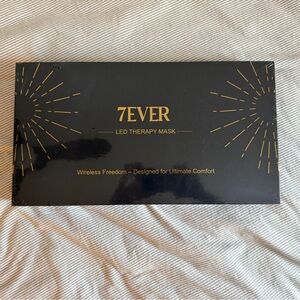 7EVER
LED THERAPY MASK
Wireless Freedom – Designed for Ultimate Comfort